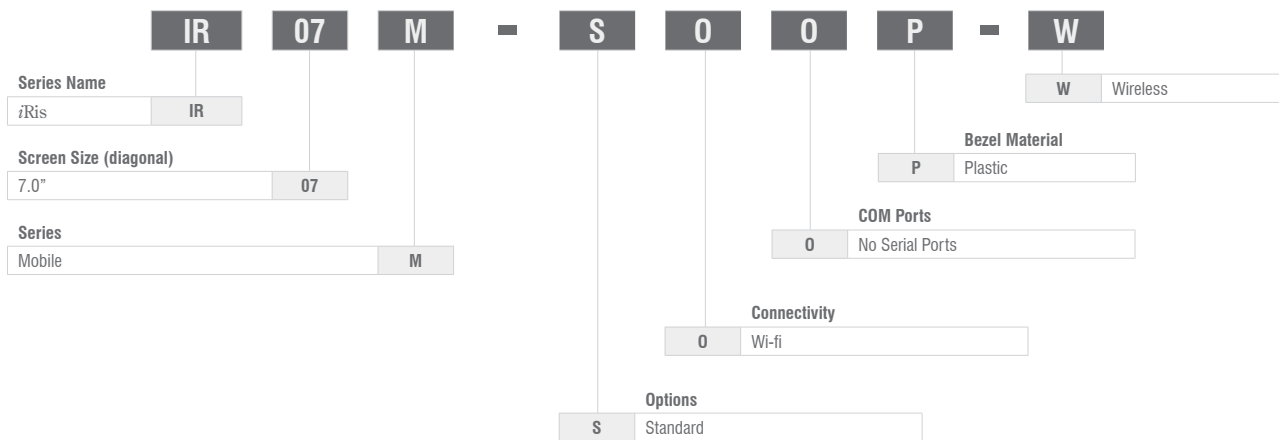 IR 07 M - S 0 0 P - W
Series Name
iRis IR
W Wireless
Bezel Material
P Plastic
Screen Size (diagonal)
7.0” 07
COM Ports
0 No Serial Ports
Series
Mobile M
Connectivity
0 Wi-fi
Options
S Standard